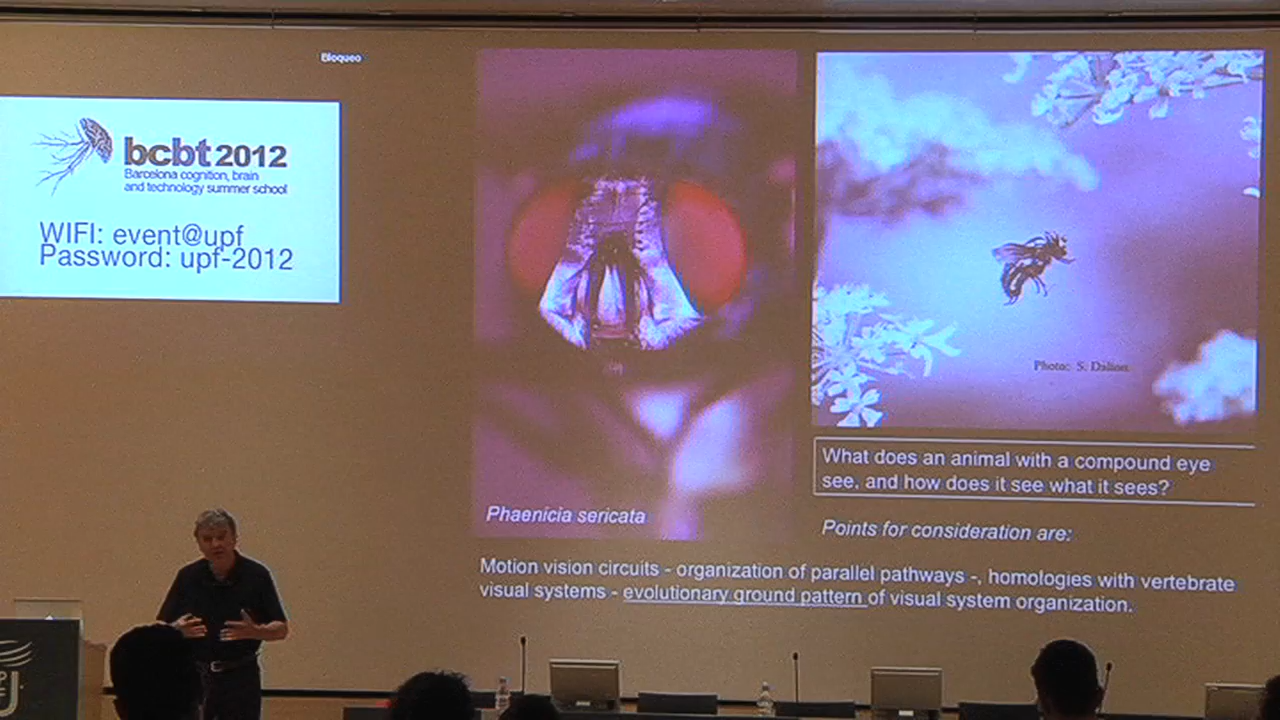 Bloqueo
bcbt 2012
Barcelona cognition, brain
and technology summer school
WIFI: event@upf
Password: upf-2012
Photo: S. Dalton
What does an animal with a compound eye
see, and how does it see what it sees?
Phaenicia sericata
Points for consideration are:
Motion vision circuits - organization of parallel pathways -, homologies with vertebrate
visual systems - evolutionary ground pattern of visual system organization.